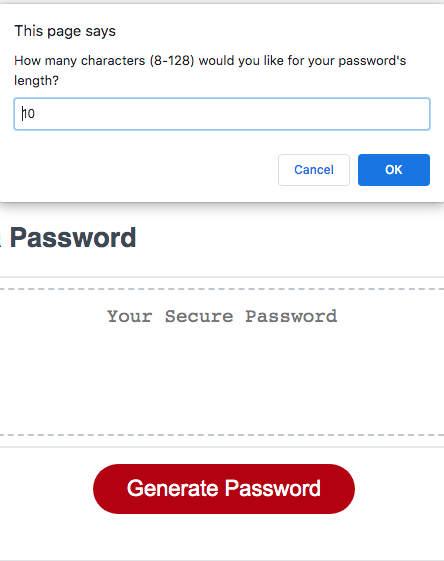 This page says
How many characters (8-128) would you like for your password's
length?
10
Cancel OK
Password
Your Secure Password
Generate Password